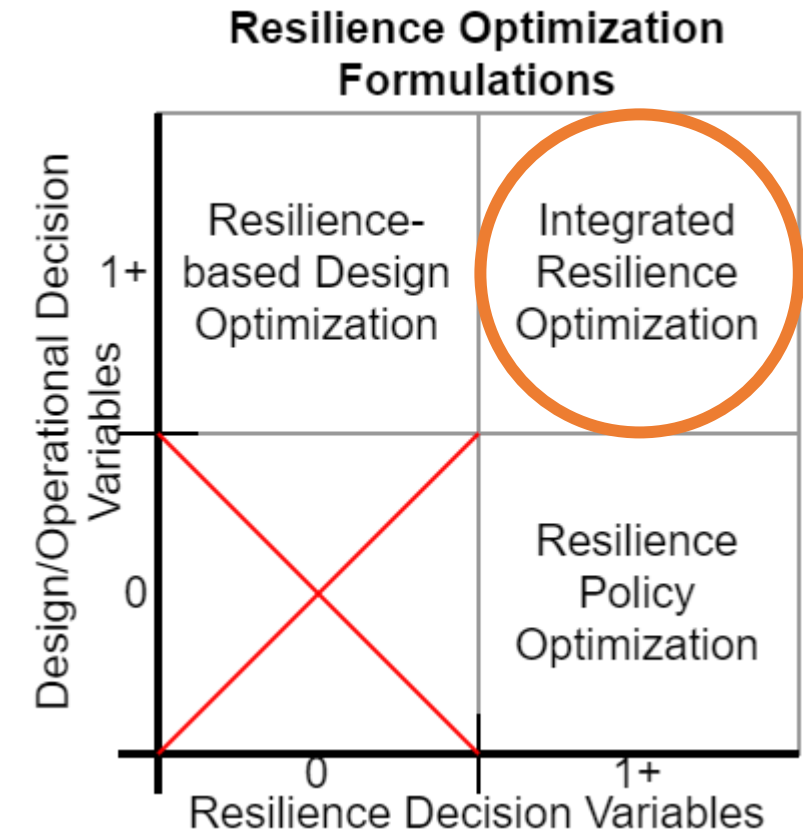 Resilience Optimization
Formulations
Design/Operational Decision
Variables
1+
Resilience-
based Design
Optimization
Integrated
Resilience
Optimization
0
Resilience
Policy
Optimization
0
1+
Resilience Decision Variables